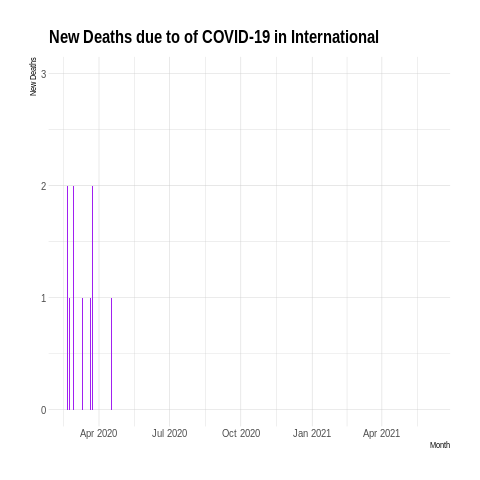 New Deaths due to of COVID-19 in International
New Deaths
3
2
1
0
Apr 2020 Jul 2020 Oct 2020 Jan 2021 Apr 2021
Month